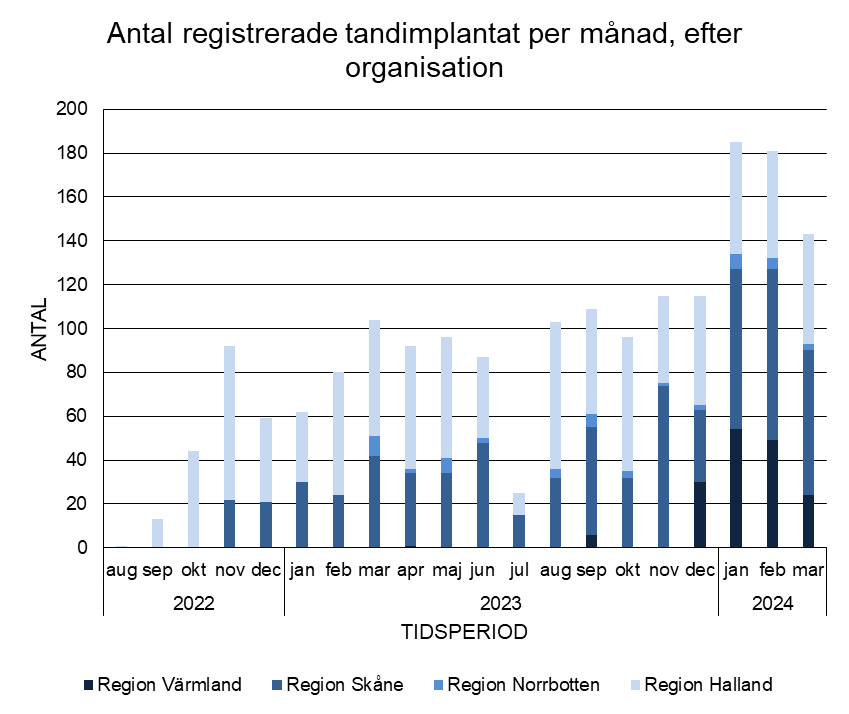 Antal registrerade tandimplantat per månad, efter
organisation
200
180
160
140
120
100
80
60
40
20
0
ANTAL
aug sep okt nov dec jan feb mar apr maj jun jul aug sep okt nov dec jan feb mar
2022 2023 2024
TIDSPERIOD
Region Värmland Region Skåne Region Norrbotten Region Halland